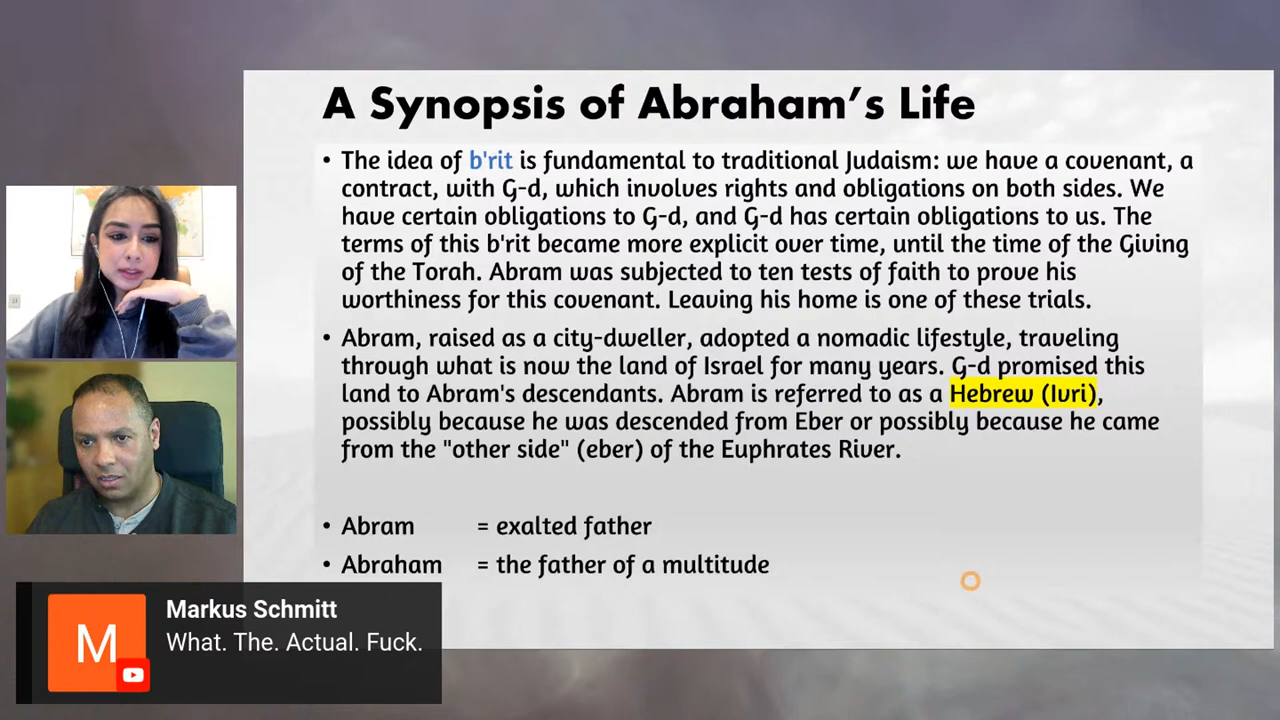 A Synopsis of Abraham's Life
• The idea of b'rit is fundamental to traditional Judaism: we have a covenant, a
contract, with G-d, which involves rights and obligations on both sides. We
have certain obligations to G-d, and G-d has certain obligations to us. The
terms of this b'rit became more explicit over time, until the time of the Giving
of the Torah. Abram was subjected to ten tests of faith to prove his
worthiness for this covenant. Leaving his home is one of these trials.
• Abram, raised as a city-dweller, adopted a nomadic lifestyle, traveling
through what is now the land of Israel for many years. G-d promised this
land to Abram's descendants. Abram is referred to as a Hebrew (Ivri),
possibly because he was descended from Eber or possibly because he came
from the "other side" (eber) of the Euphrates River.
• Abram = exalted father
• Abraham = the father of a multitude
M
Markus Schmitt
What. The. Actual. Fuck.